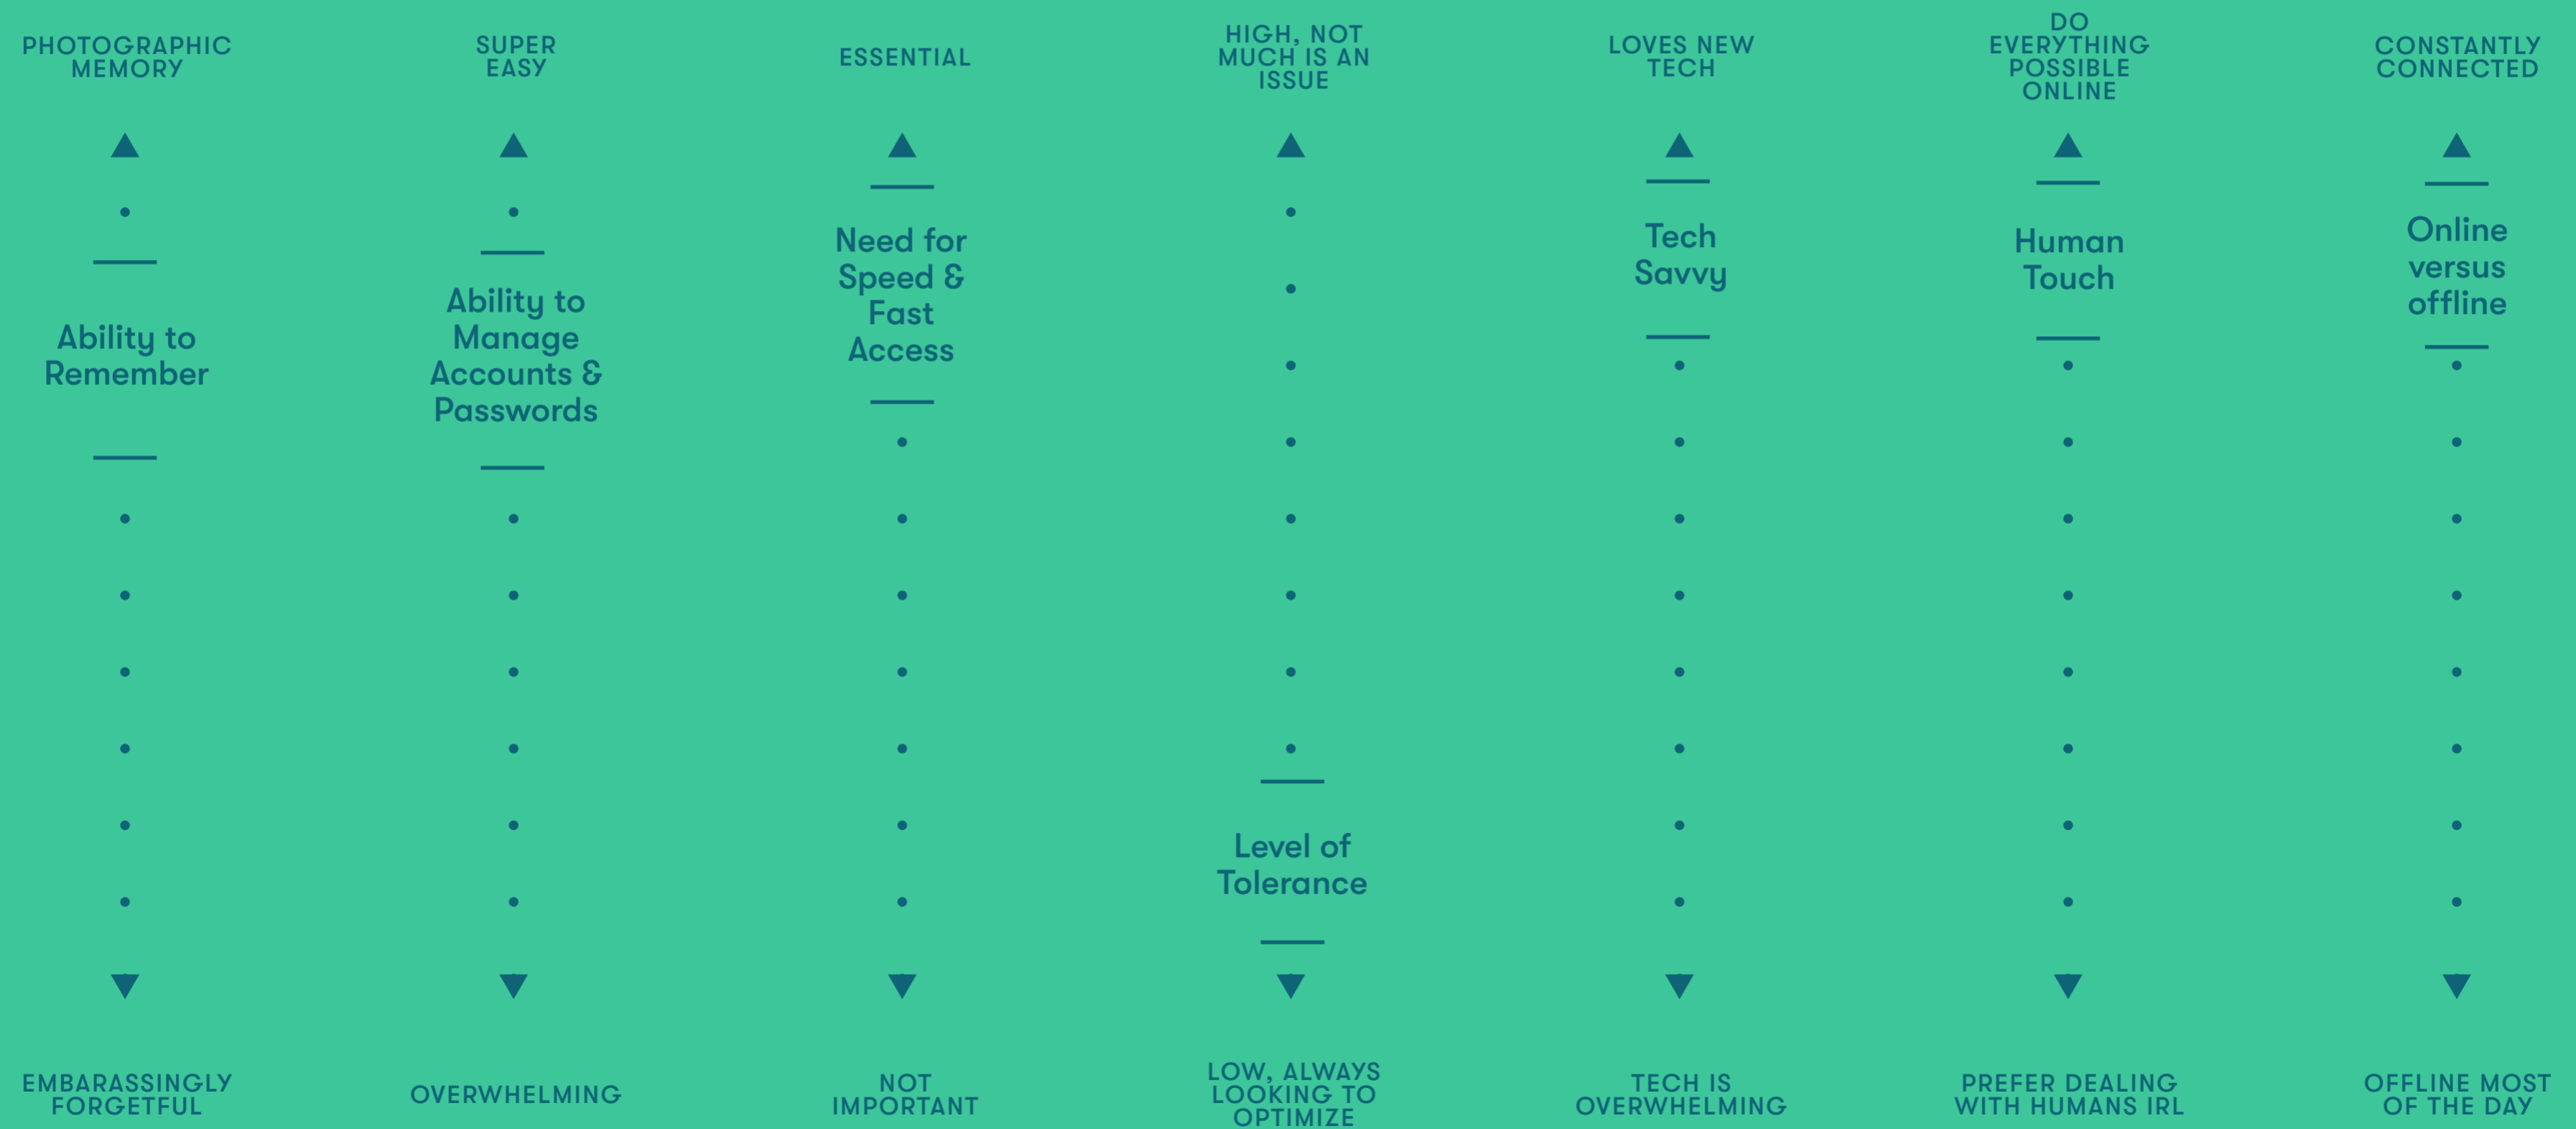 PHOTOGRAPHIC
MEMORY
Ability to
Remember
EMBARASSINGLY
FORGETFUL
SUPER
EASY
Ability to
Manage
Accounts &
Passwords
OVERWHELMING
ESSENTIAL
Need for
Speed &
Fast
Access
NOT
IMPORTANT
HIGH, NOT
MUCH IS AN
ISSUE
Level of
Tolerance
LOW, ALWAYS
LOOKING TO
OPTIMIZE
LOVES NEW
TECH
Tech
Savvy
TECH IS
OVERWHELMING
DO
EVERYTHING
POSSIBLE
ONLINE
Human
Touch
PREFER DEALING
WITH HUMANS IRL
CONSTANTLY
CONNECTED
Online
versus
offline
OFFLINE MOST
OF THE DAY